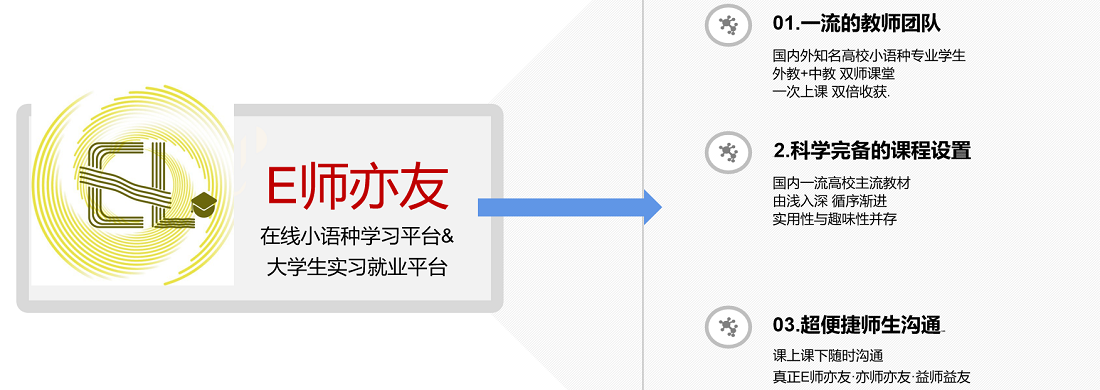 EL
E师亦友
在线小语种学习平台&
大学生实习就业平台
01.一流的教师团队
国内外知名高校小语种专业学生
外教+中教 双师课堂
一次上课 双倍收获.
2.科学完备的课程设置
国内一流高校主流教材
由浅入深 循序渐进
实用性与趣味性并存
03.超便捷师生沟通
课上课下随时沟通
真正E师亦友·亦师亦友·益师益友